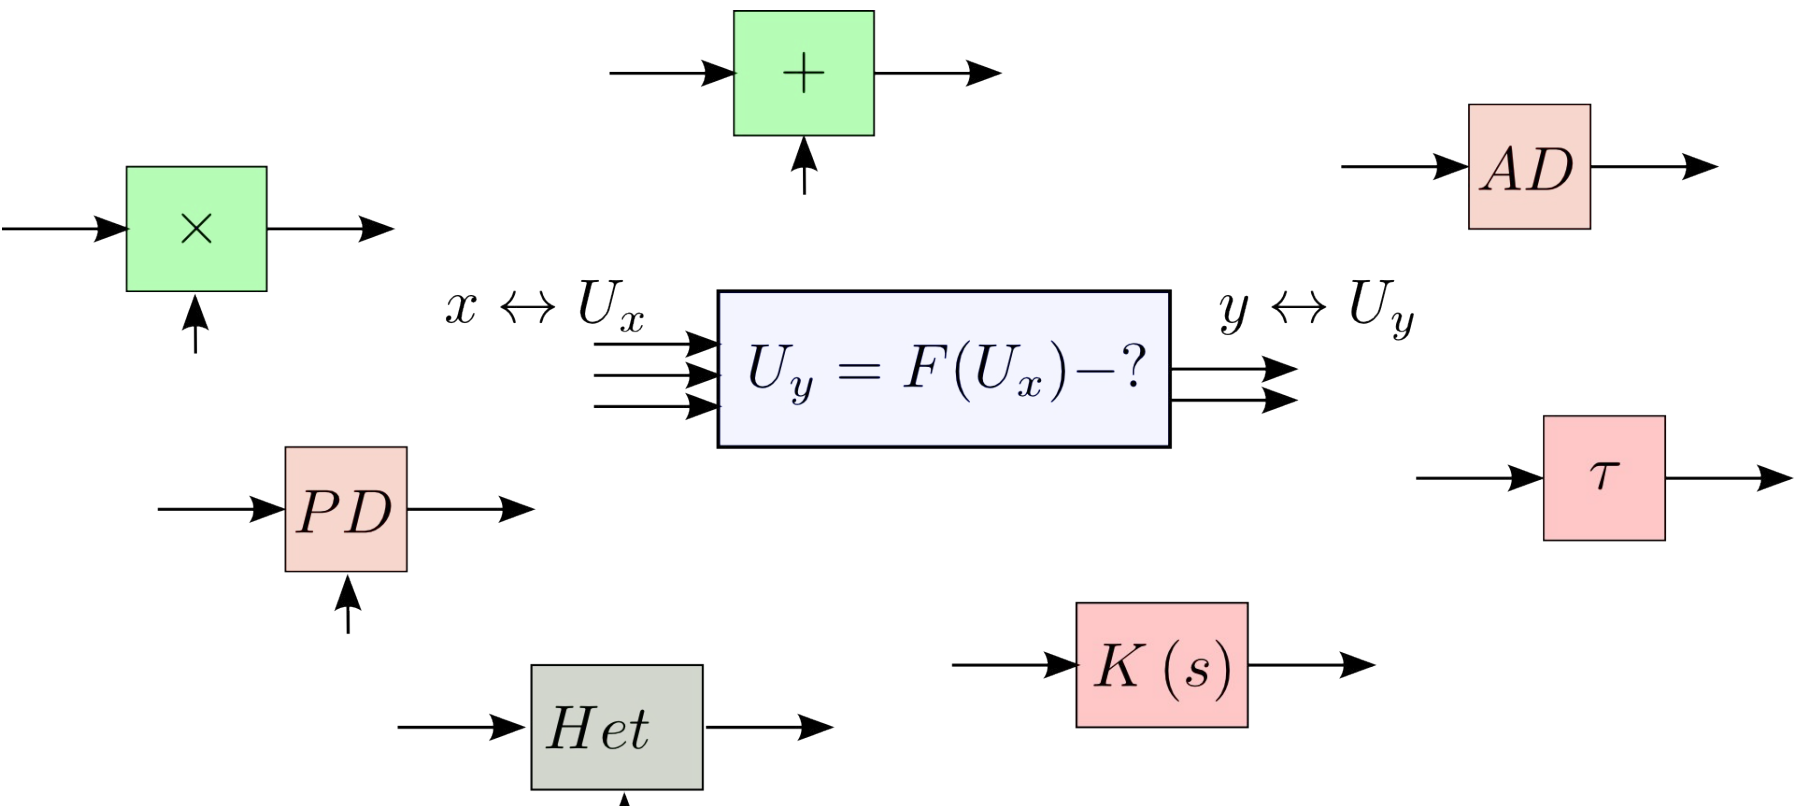 +
AD
×
x ↔ U_x
y ↔ U_y
U_y = F(U_x)−?
τ
PD
K (s)
Het